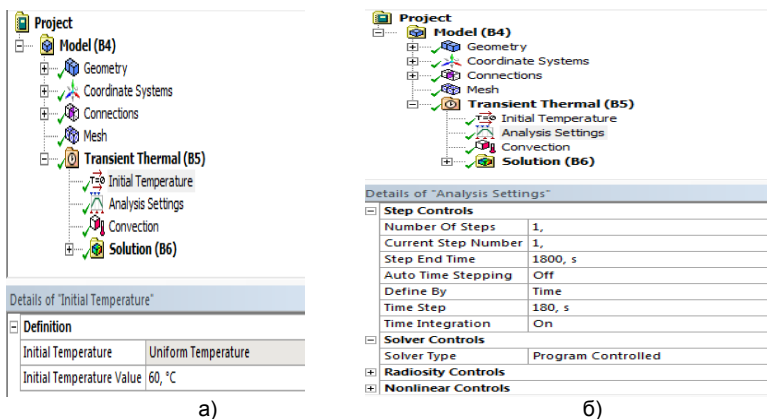 Project
Model (B4)
Geometry
Coordinate Systems
Connections
Mesh
Transient Thermal (B5)
Initial Temperature
Analysis Settings
Convection
Solution (B6)
Details of "Initial Temperature"
Definition
Initial Temperature Uniform Temperature
Initial Temperature Value 60, °C
а)
Project
Model (B4)
Geometry
Coordinate Systems
Connections
Mesh
Transient Thermal (B5)
Initial Temperature
Analysis Settings
Convection
Solution (B6)
Details of "Analysis Settings"
Step Controls
Number Of Steps 1,
Current Step Number 1,
Step End Time 1800, s
Auto Time Stepping Off
Define By Time
Time Step 180, s
Time Integration On
Solver Controls
Solver Type Program Controlled
Radiosity Controls
Nonlinear Controls
б)